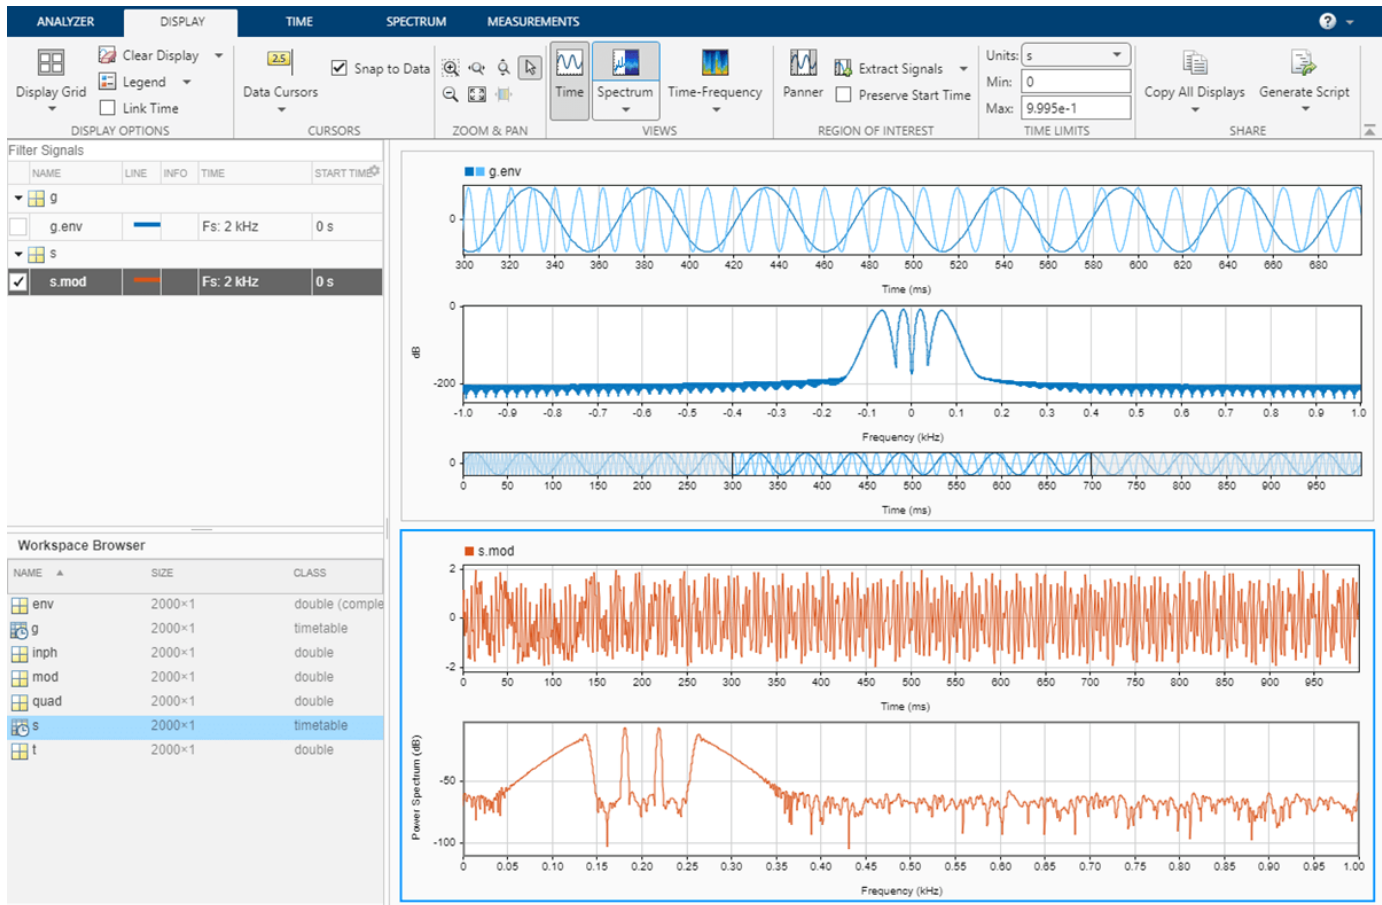 ANALYZER DISPLAY TIME SPECTRUM MEASUREMENTS ?
Clear Display 2.5 Snap to Data Units: s
Legend Extract Signals Min: 0
Display Grid Data Cursors Time Spectrum Time-Frequency Panner Copy All Displays Generate Script
Link Time Preserve Start Time Max: 9.995e-1
DISPLAY OPTIONS CURSORS ZOOM & PAN VIEWS REGION OF INTEREST TIME LIMITS SHARE
Filter Signals
NAME LINE INFO TIME START TIME
g
g.env Fs: 2 kHz 0 s
s
s.mod Fs: 2 kHz 0 s
Workspace Browser
NAME SIZE CLASS
env 2000×1 double (comple
g 2000×1 timetable
inph 2000×1 double
mod 2000×1 double
quad 2000×1 double
s 2000×1 timetable
t 2000×1 double
g.env
0
300 320 340 360 380 400 420 440 460 480 500 520 540 560 580 600 620 640 660 680
Time (ms)
0
dB
-200
-1.0 -0.9 -0.8 -0.7 -0.6 -0.5 -0.4 -0.3 -0.2 -0.1 0 0.1 0.2 0.3 0.4 0.5 0.6 0.7 0.8 0.9 1.0
Frequency (kHz)
0
0 50 100 150 200 250 300 350 400 450 500 550 600 650 700 750 800 850 900 950
Time (ms)
s.mod
2
0
-2
0 50 100 150 200 250 300 350 400 450 500 550 600 650 700 750 800 850 900 950
Time (ms)
Power Spectrum (dB)
-50
-100
0 0.05 0.10 0.15 0.20 0.25 0.30 0.35 0.40 0.45 0.50 0.55 0.60 0.65 0.70 0.75 0.80 0.85 0.90 0.95 1.00
Frequency (kHz)